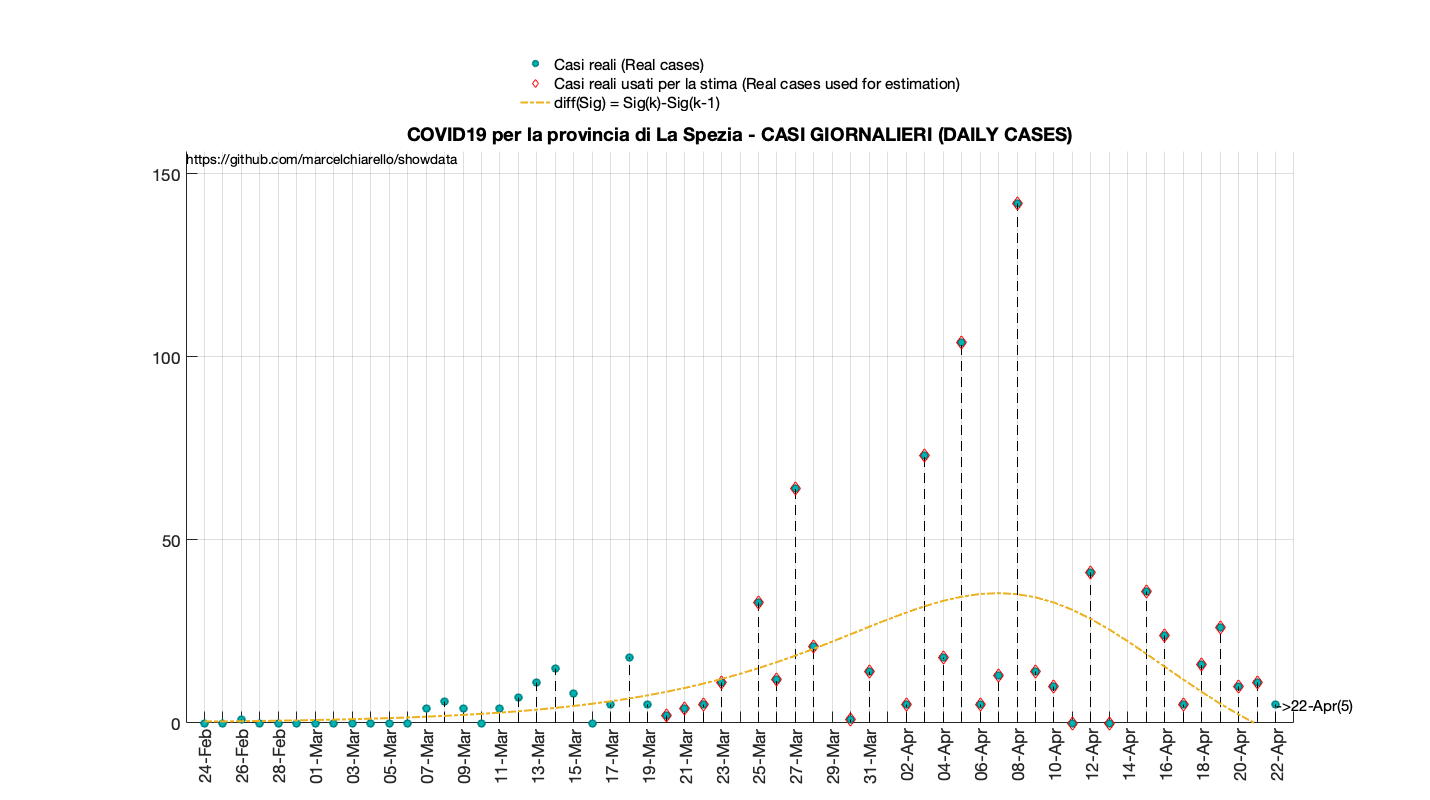 Casi reali (Real cases)
Casi reali usati per la stima (Real cases used for estimation)
diff(Sig) = Sig(k)-Sig(k-1)
COVID19 per la provincia di La Spezia - CASI GIORNALIERI (DAILY CASES)
https://github.com/marcelchiarello/showdata
150
100
50
0
->22-Apr(5)
24-Feb
26-Feb
28-Feb
01-Mar
03-Mar
05-Mar
07-Mar
09-Mar
11-Mar
13-Mar
15-Mar
17-Mar
19-Mar
21-Mar
23-Mar
25-Mar
27-Mar
29-Mar
31-Mar
02-Apr
04-Apr
06-Apr
08-Apr
10-Apr
12-Apr
14-Apr
16-Apr
18-Apr
20-Apr
22-Apr